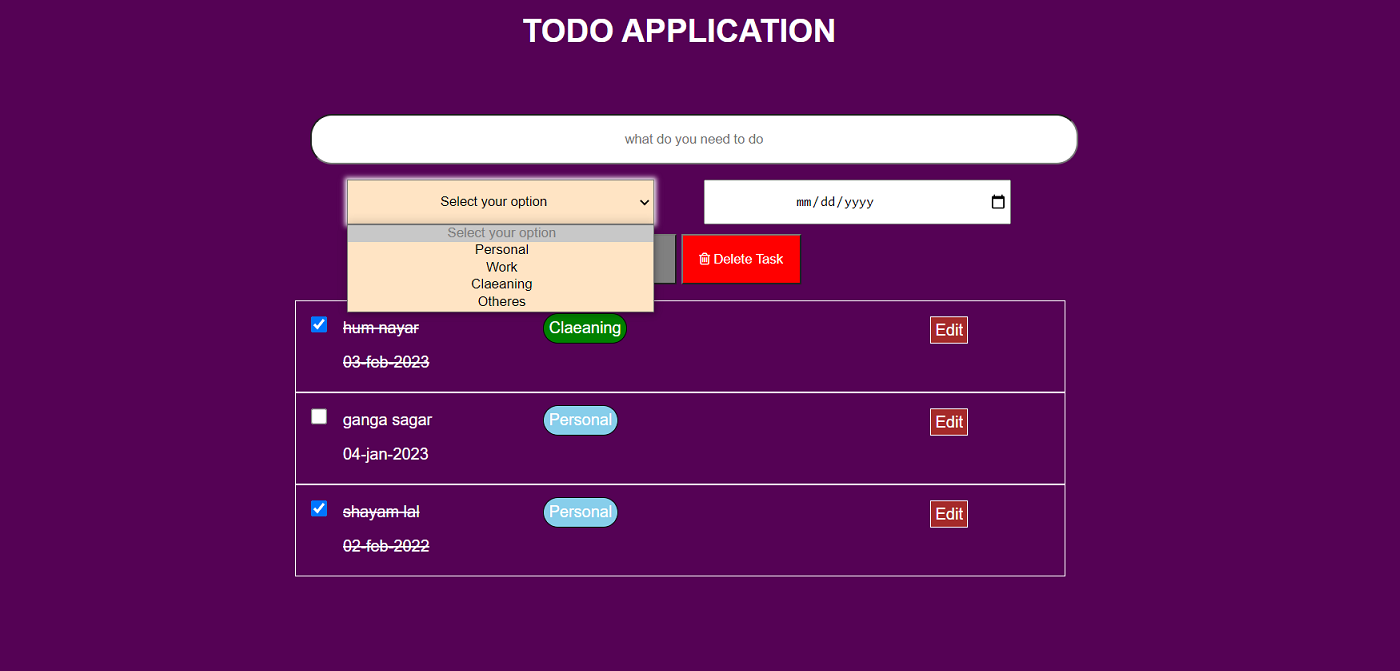 TODO APPLICATION
what do you need to do
Select your option
mm/dd/yyyy
Select your option
Personal
Work
Claeaning
Otheres
Delete Task
hum nayar
Claeaning
Edit
03-feb-2023
ganga sagar
Personal
Edit
04-jan-2023
shayam lal
Personal
Edit
02-feb-2022